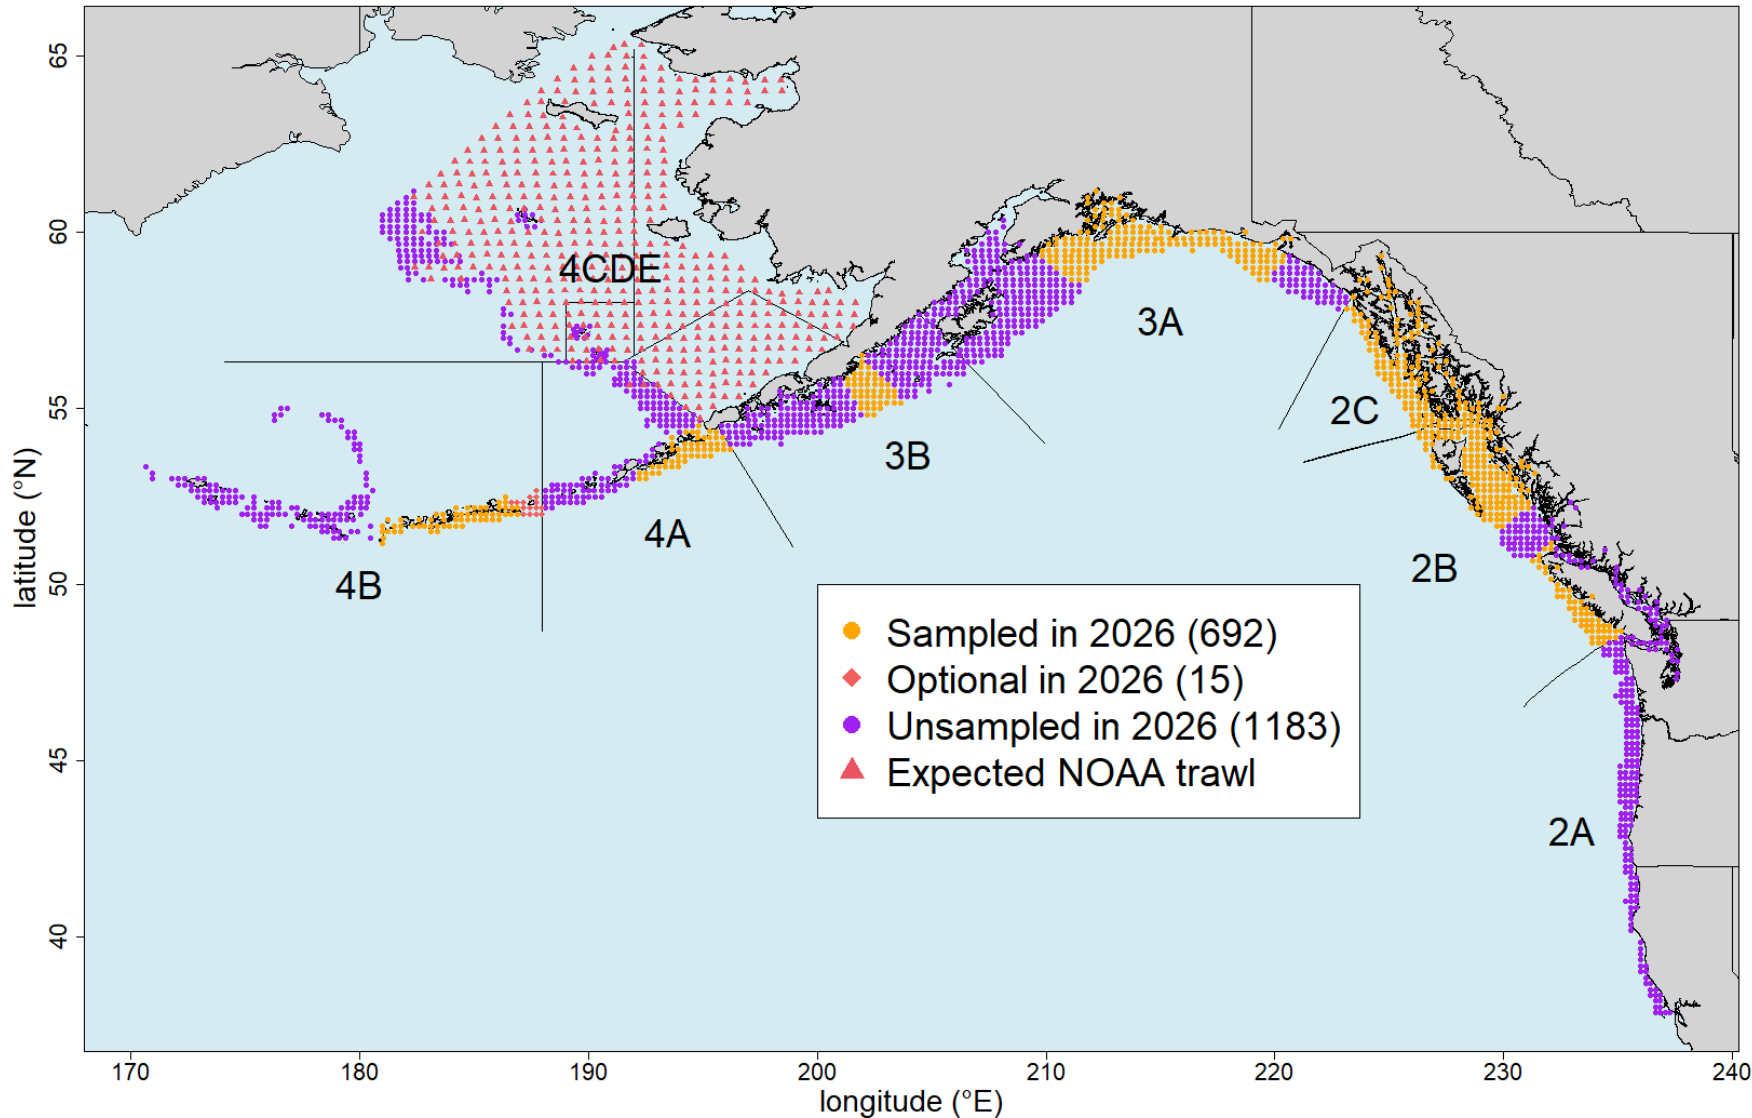 65
60
55
50
45
40
latitude (°N)
4CDE
3A
2C
3B
4A
2B
4B
2A
Sampled in 2026 (692)
Optional in 2026 (15)
Unsampled in 2026 (1183)
Expected NOAA trawl
170 180 190 200 210 220 230 240
longitude (°E)